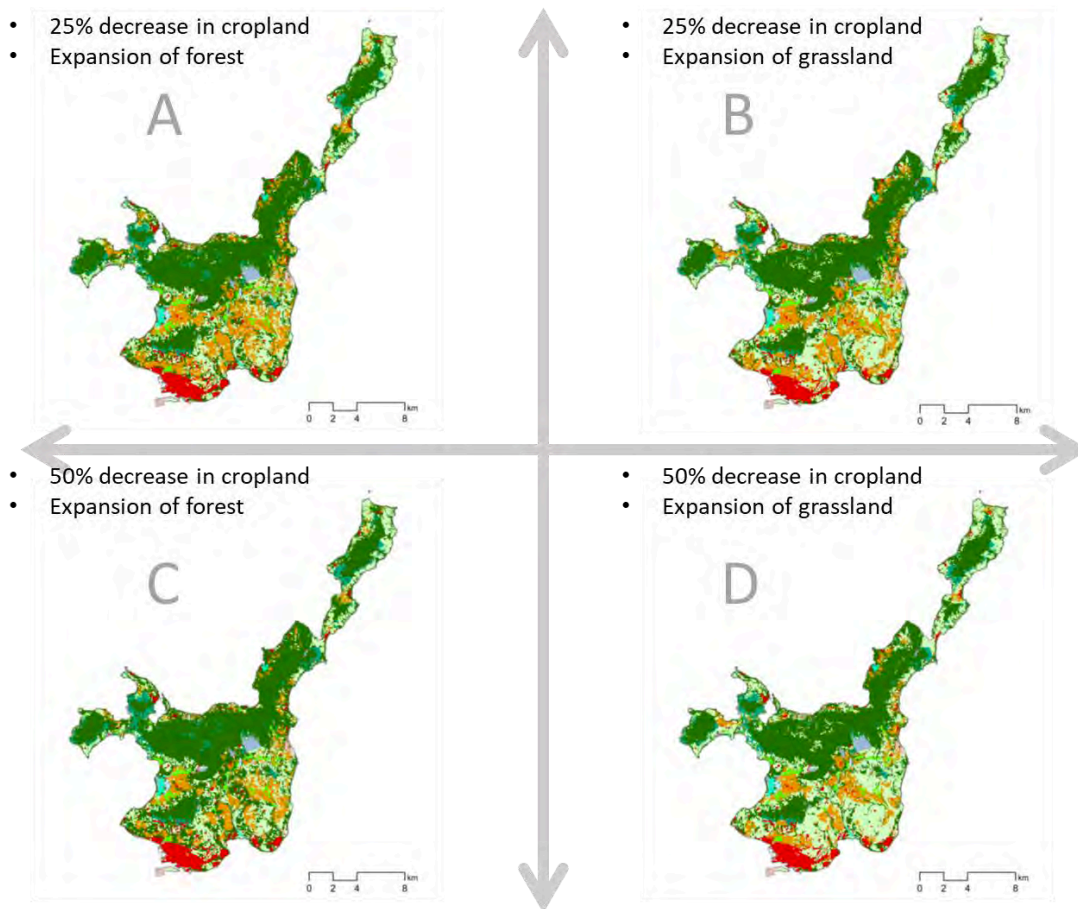 • 25% decrease in cropland
• Expansion of forest
A
km
0 2 4 8
• 25% decrease in cropland
• Expansion of grassland
B
km
0 2 4 8
• 50% decrease in cropland
• Expansion of forest
C
km
0 2 4 8
• 50% decrease in cropland
• Expansion of grassland
D
km
0 2 4 8